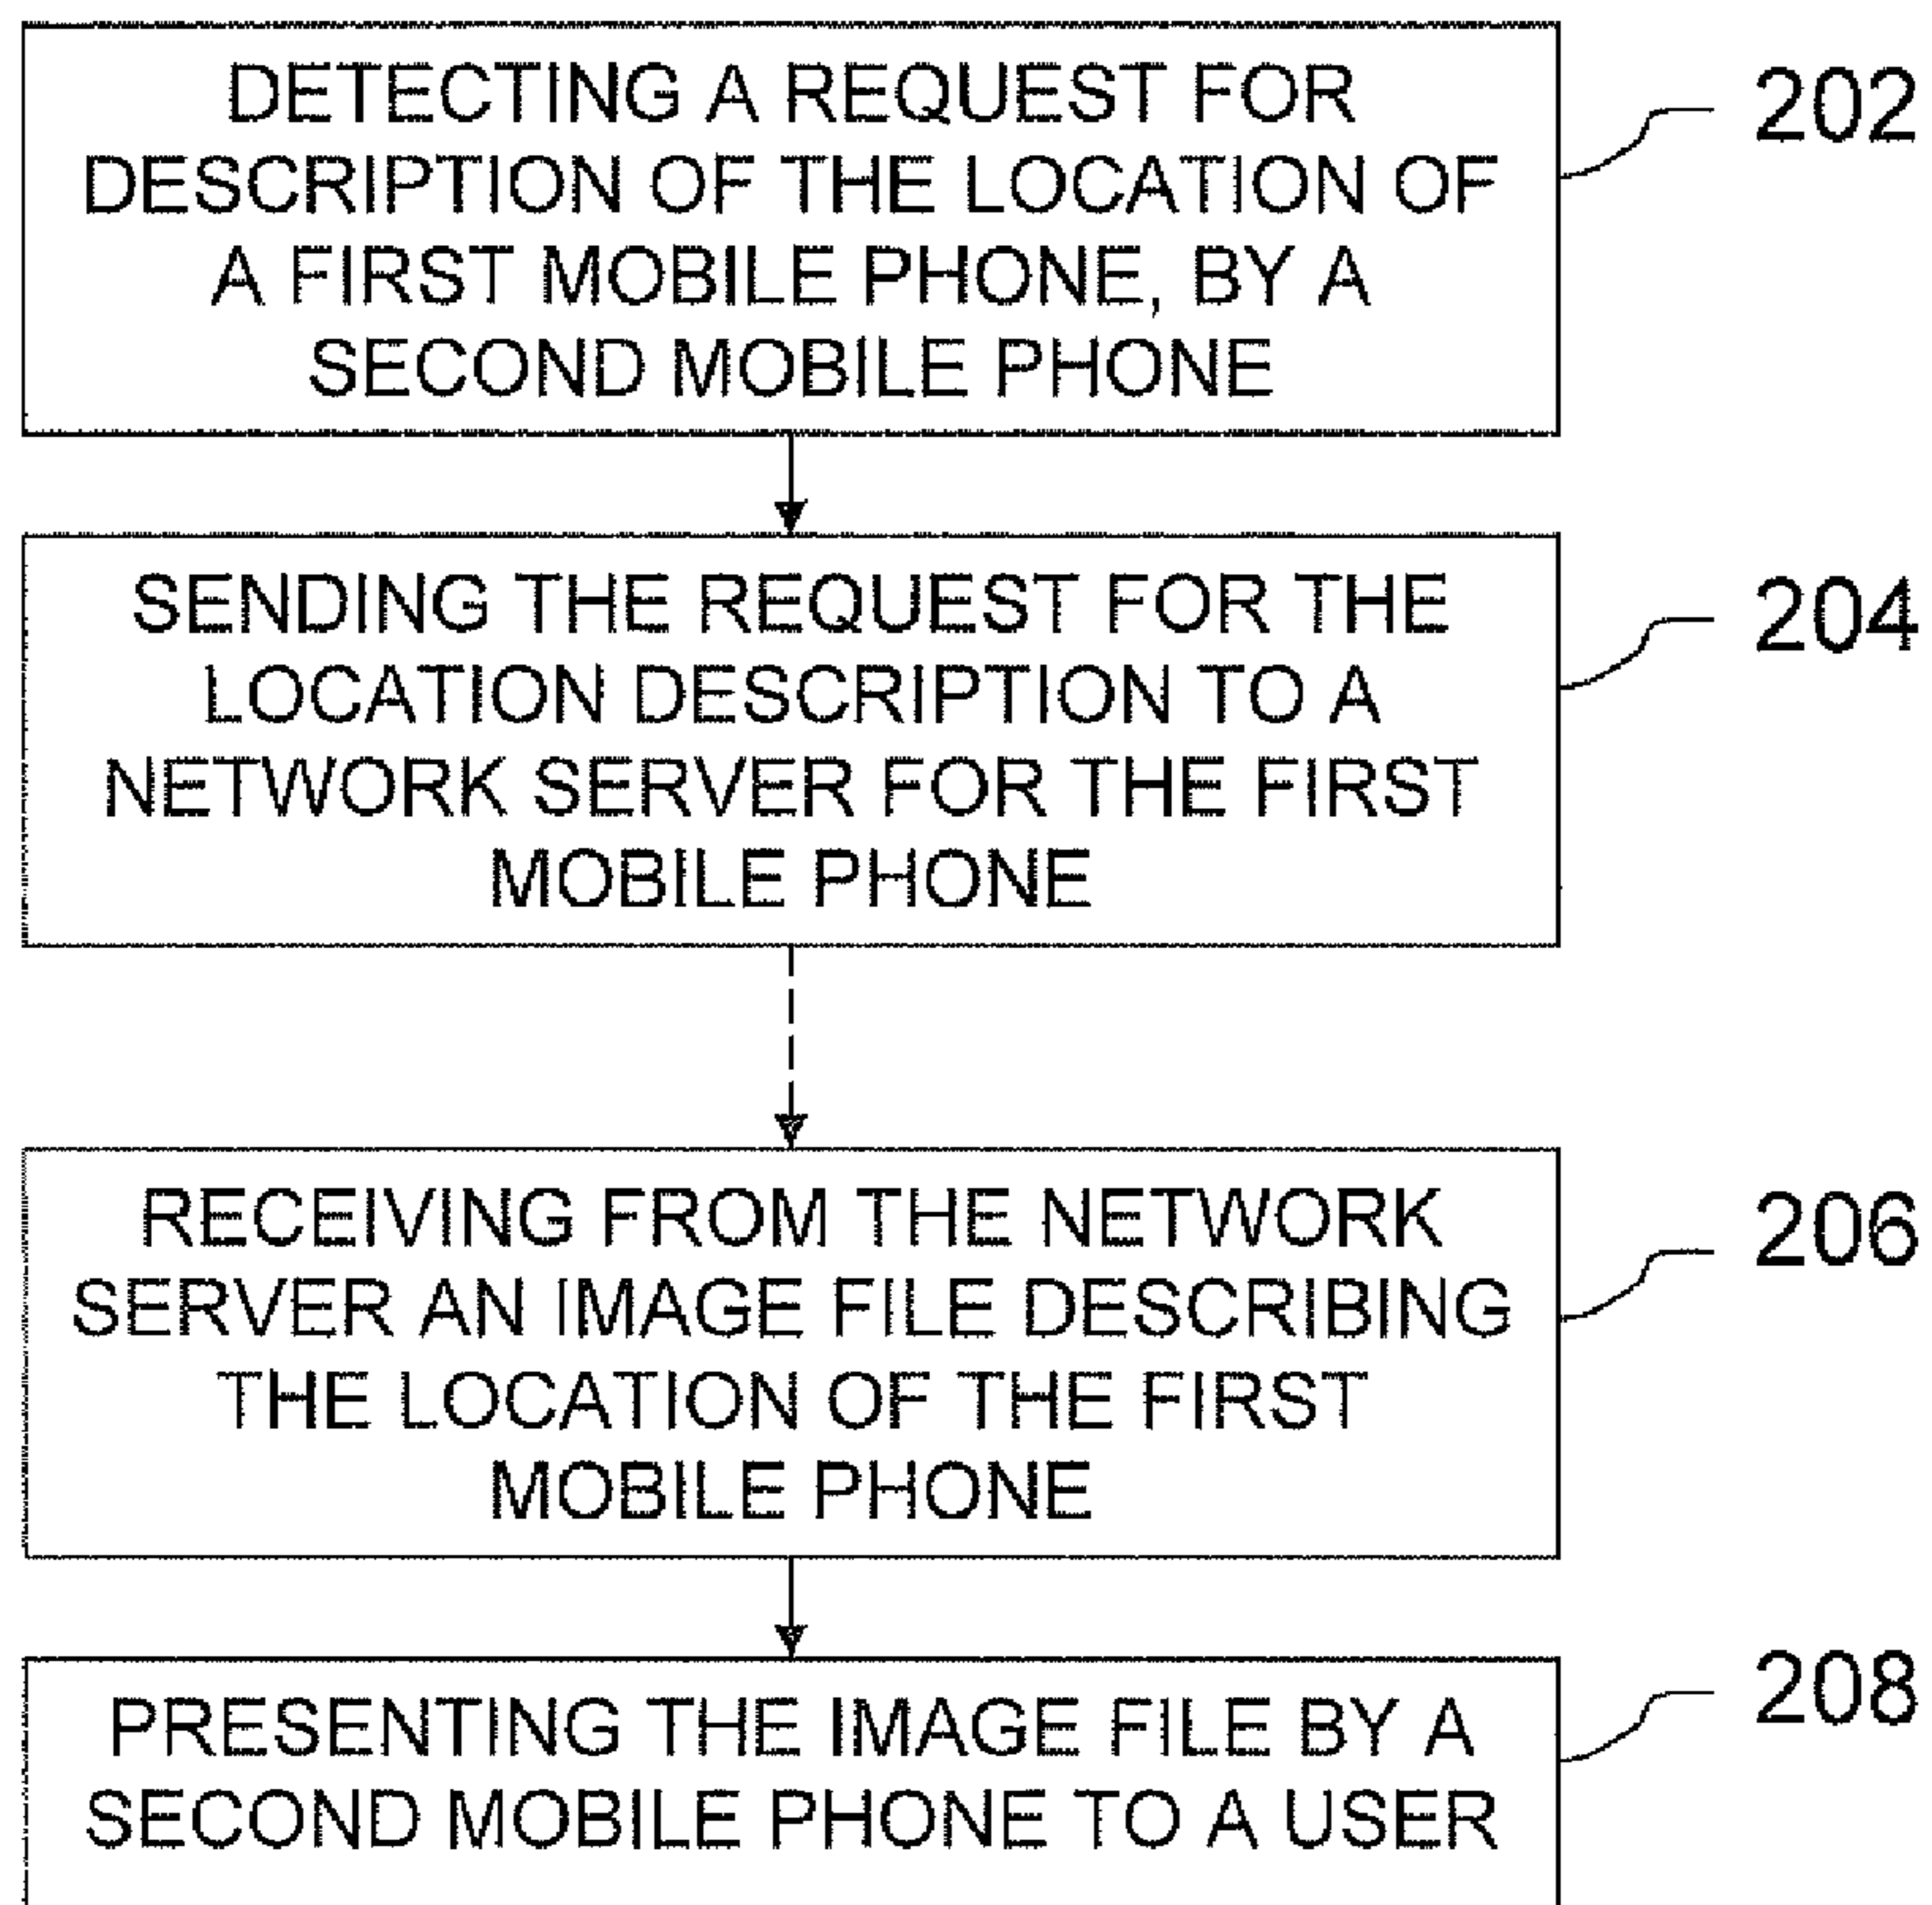 DETECTING A REQUEST FOR
DESCRIPTION OF THE LOCATION OF
A FIRST MOBILE PHONE, BY A
SECOND MOBILE PHONE
202
SENDING THE REQUEST FOR THE
LOCATION DESCRIPTION TO A
NETWORK SERVER FOR THE FIRST
MOBILE PHONE
204
RECEIVING FROM THE NETWORK
SERVER AN IMAGE FILE DESCRIBING
THE LOCATION OF THE FIRST
MOBILE PHONE
206
PRESENTING THE IMAGE FILE BY A
SECOND MOBILE PHONE TO A USER
208